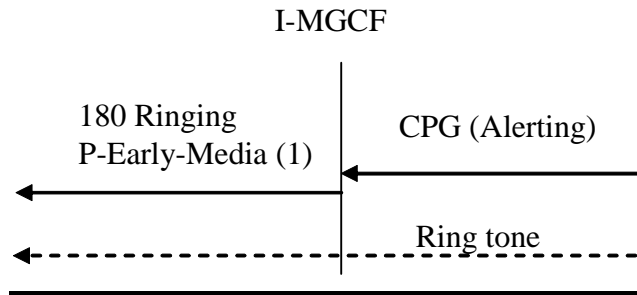 I-MGCF
180 Ringing
P-Early-Media (1)
CPG (Alerting)
Ring tone